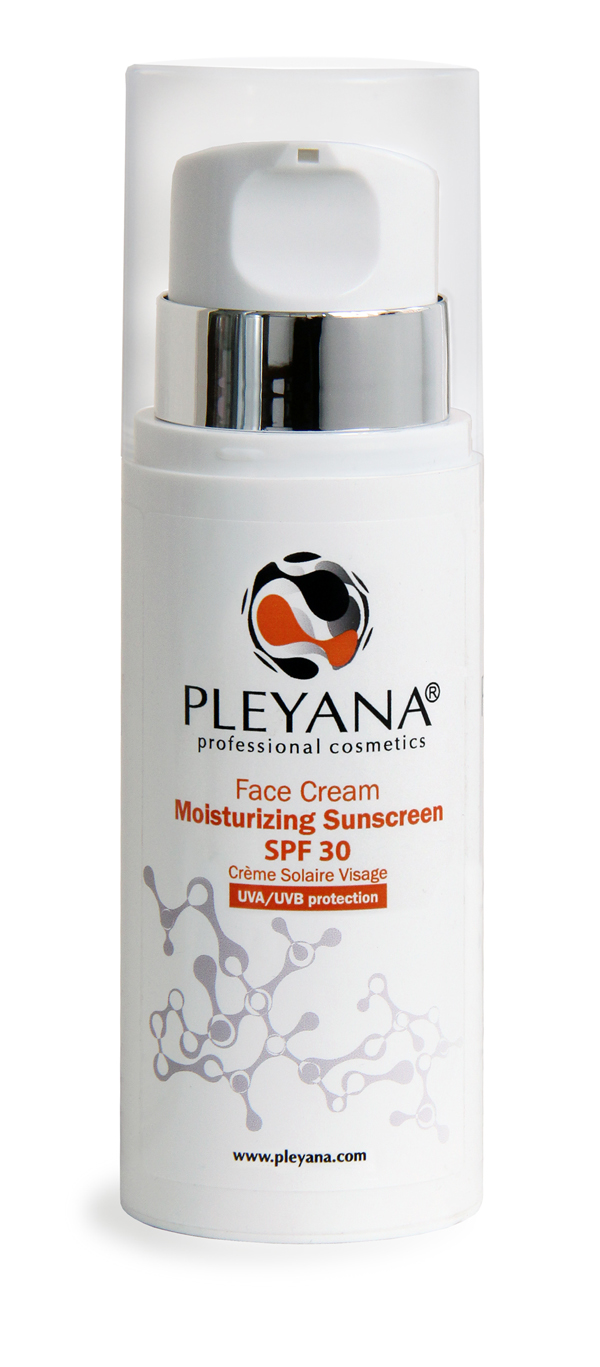 PLEYANA®
professional cosmetics
Face Cream
Moisturizing Sunscreen
SPF 30
Crème Solaire Visage
UVA/UVB protection
www.pleyana.com